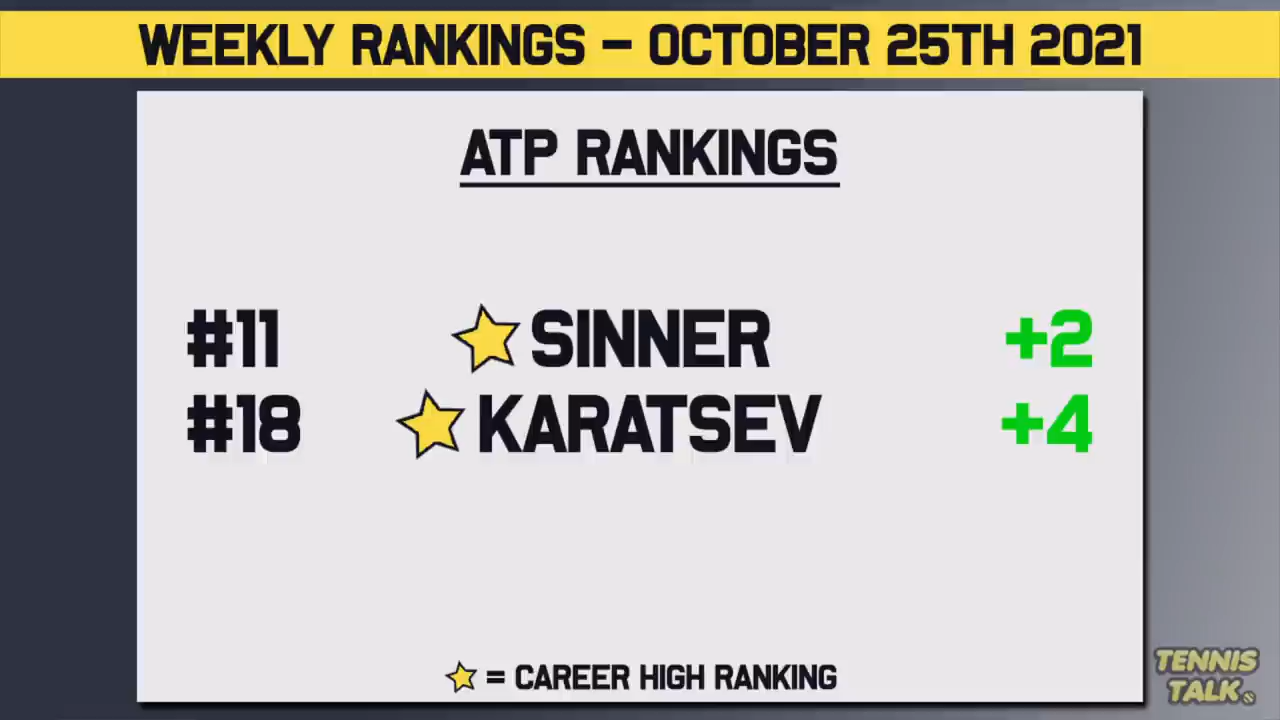 WEEKLY RANKINGS – OCTOBER 25TH 2021
ATP RANKINGS
#11 SINNER +2
#18 KARATSEV +4
= CAREER HIGH RANKING
TENNIS
TALK